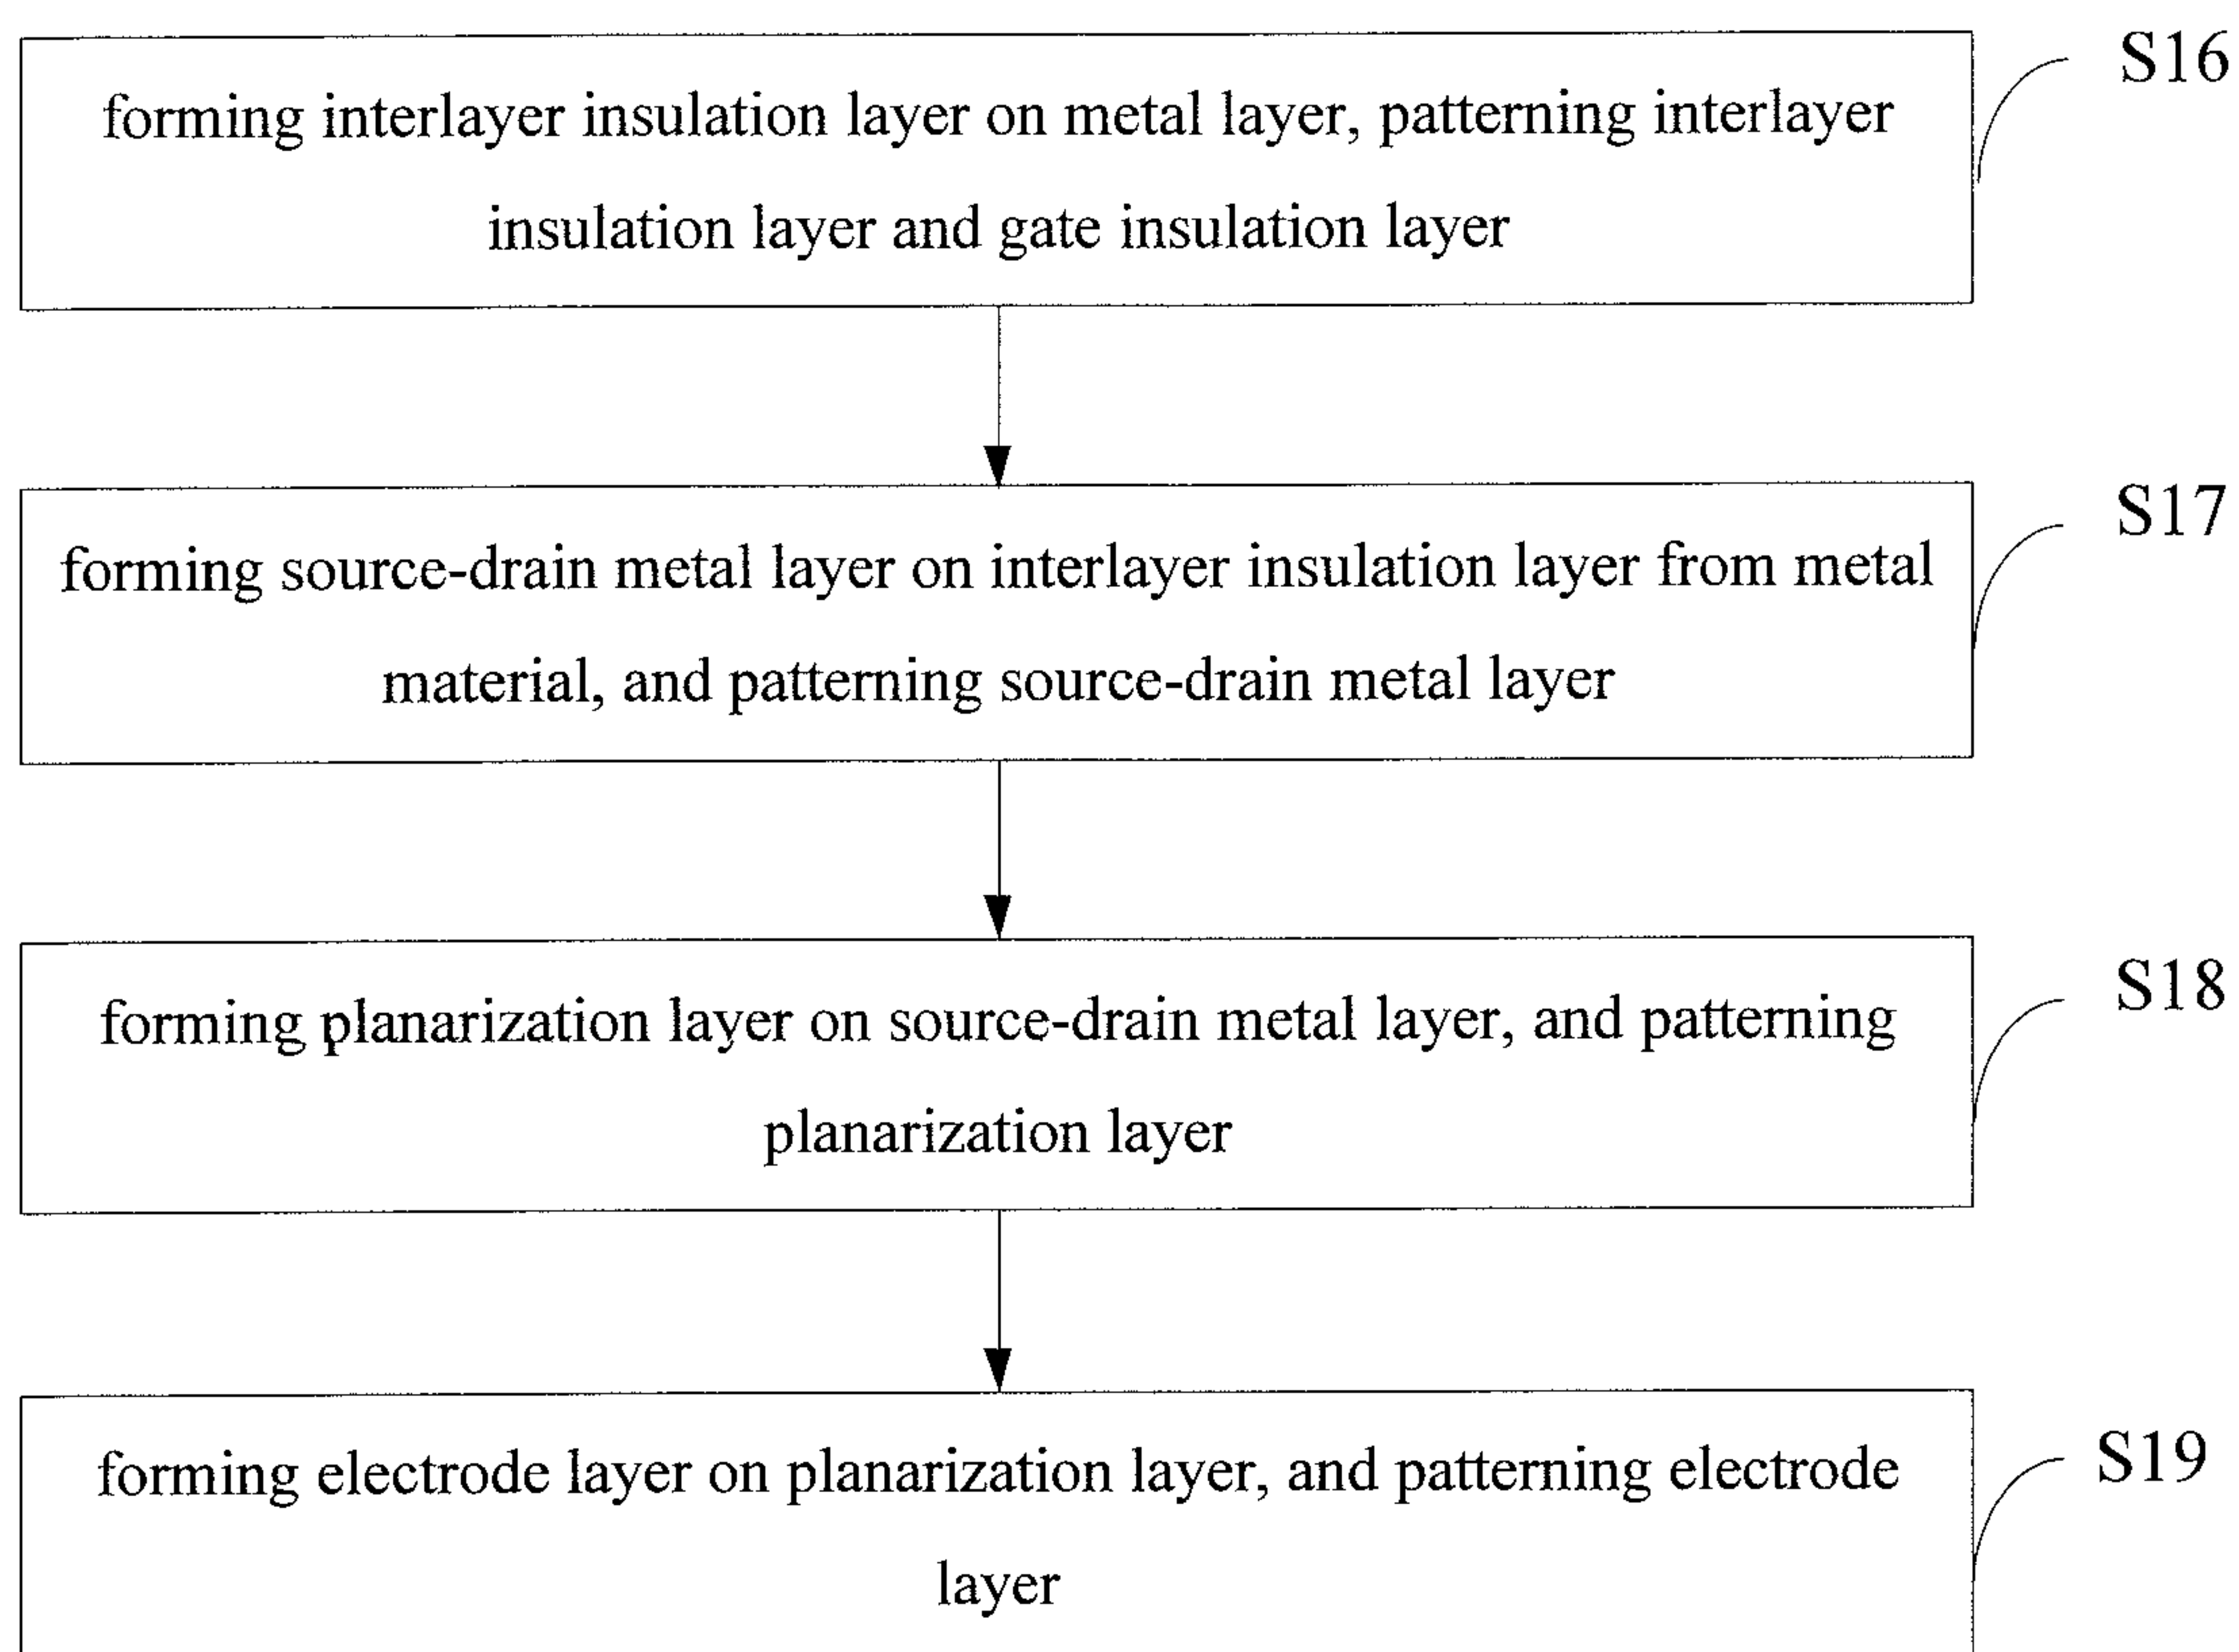 S16
forming interlayer insulation layer on metal layer, patterning interlayer
insulation layer and gate insulation layer
S17
forming source-drain metal layer on interlayer insulation layer from metal
material, and patterning source-drain metal layer
S18
forming planarization layer on source-drain metal layer, and patterning
planarization layer
S19
forming electrode layer on planarization layer, and patterning electrode
layer